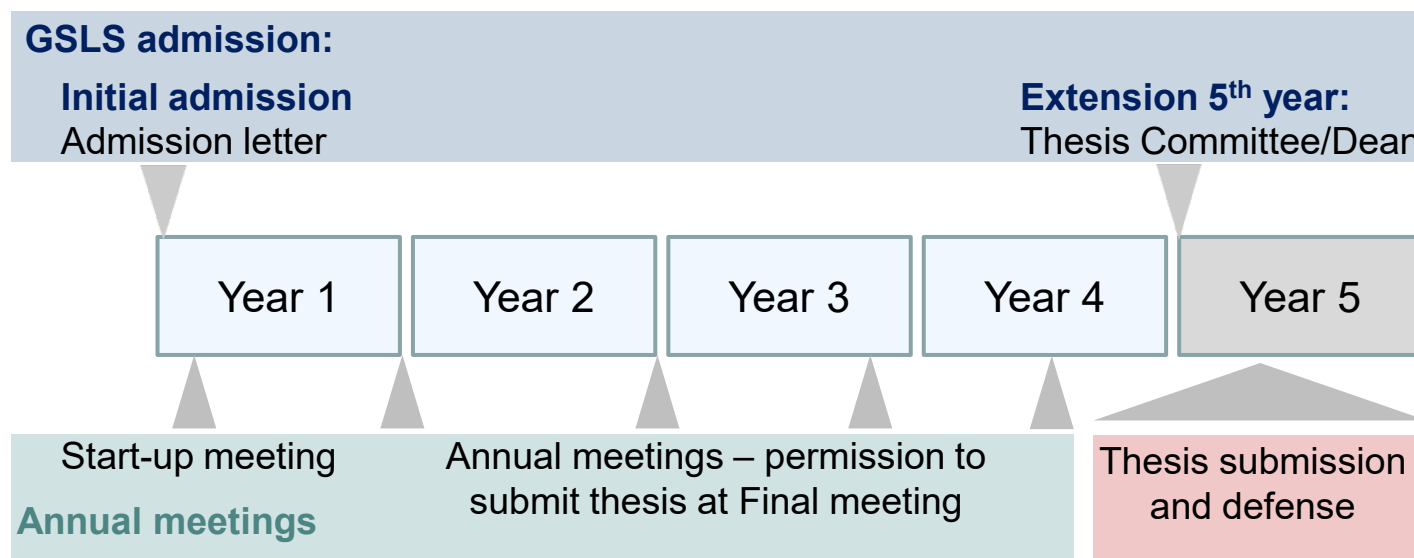 GSLS admission:
Initial admission
Admission letter
Extension 5th year:
Thesis Committee/Dean
Year 1
Year 2
Year 3
Year 4
Year 5
Start-up meeting
Annual meetings
Annual meetings – permission to
submit thesis at Final meeting
Thesis submission
and defense